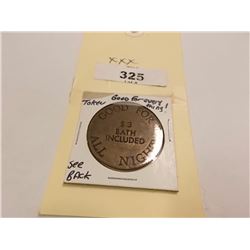 XXX
325
Token Good for every
thing!
GOOD FOR
$3
BATH
INCLUDED
ALL NIGHT
See
BACK